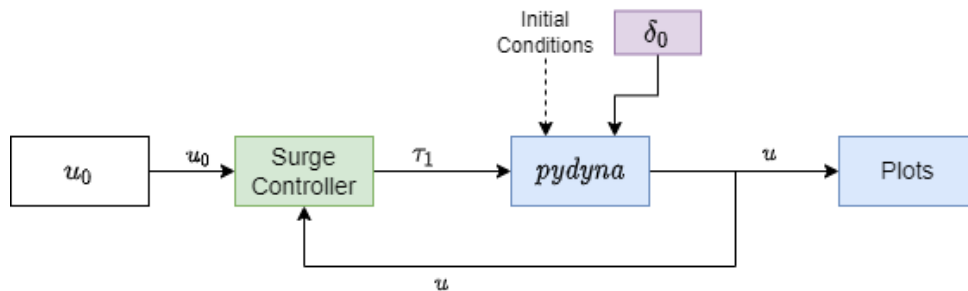 Initial
Conditions
δ₀
u₀
u₀
Surge
Controller
τ₁
pydyna
u
Plots
u